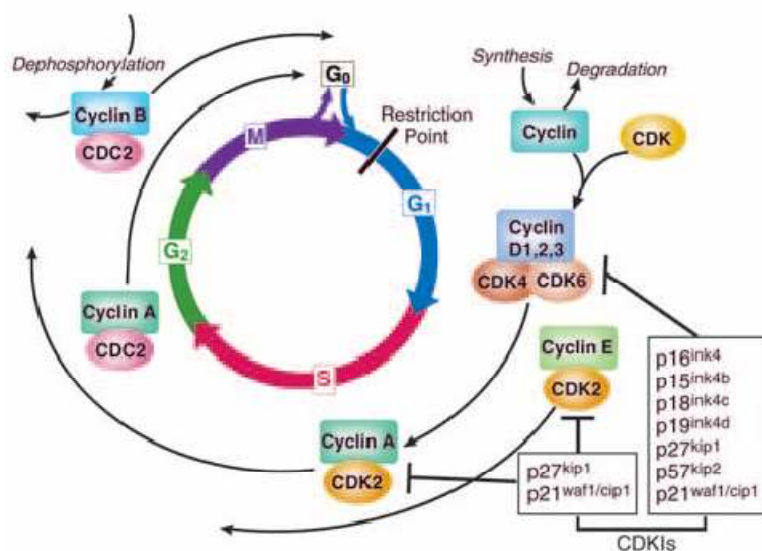 Dephosphorylation
Cyclin B
CDC2
G₀
Restriction
Point
M
G₁
G₂
S
Synthesis
Degradation
Cyclin
CDK
Cyclin
D1,2,3
CDK4
CDK6
Cyclin A
CDC2
Cyclin E
CDK2
Cyclin A
CDK2
p27kip1
p21waf1/cip1
p16ink4
p15ink4b
p18ink4c
p19ink4d
p27kip1
p57kip2
p21waf1/cip1
CDKIs